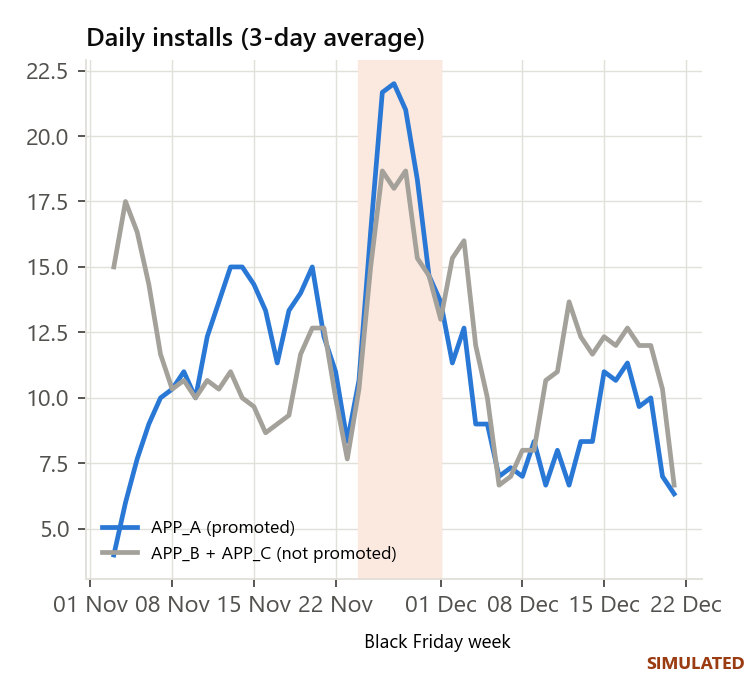 Daily installs (3-day average)
22.5
20.0
17.5
15.0
12.5
10.0
7.5
5.0
APP_A (promoted)
APP_B + APP_C (not promoted)
01 Nov 08 Nov 15 Nov 22 Nov 01 Dec 08 Dec 15 Dec 22 Dec
Black Friday week
SIMULATED